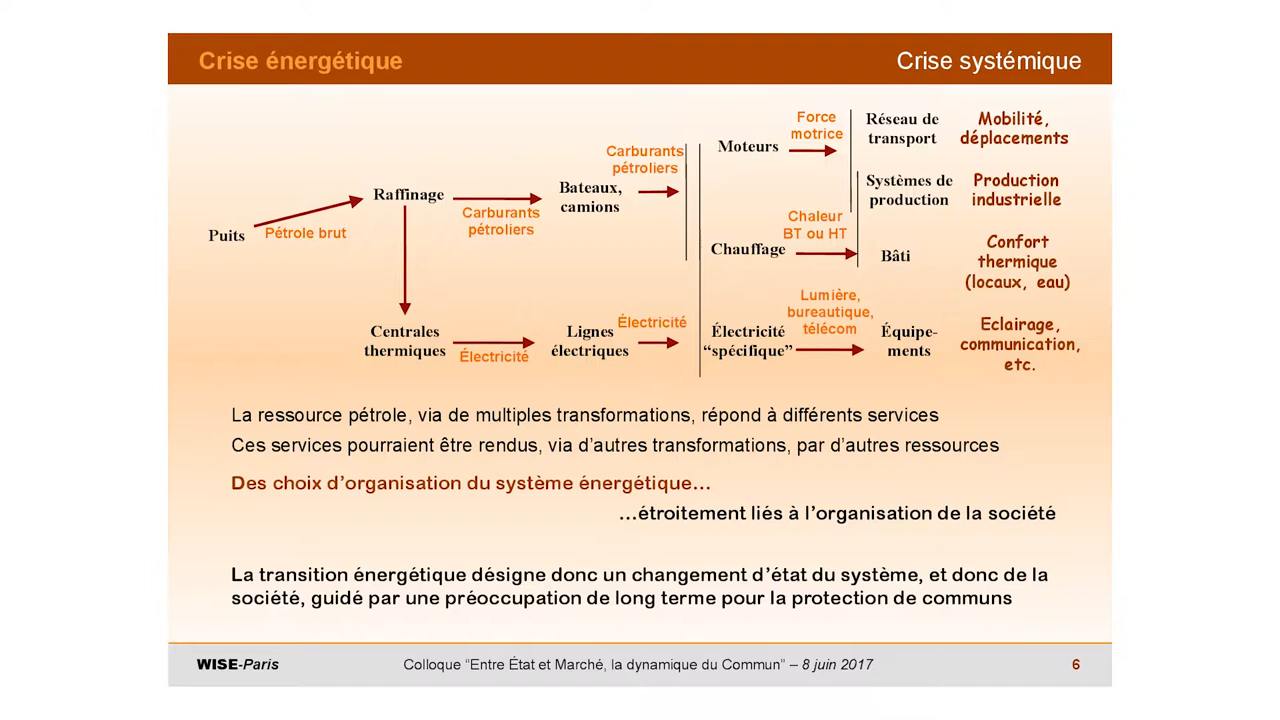 Crise énergétique
Crise systémique
Puits
Pétrole brut
Raffinage
Carburants
pétroliers
Bateaux,
camions
Carburants
pétroliers
Moteurs
Force
motrice
Réseau de
transport
Mobilité,
déplacements
Systèmes de
production
Production
industrielle
Chauffage
Chaleur
BT ou HT
Bâti
Confort
thermique
(locaux, eau)
Centrales
thermiques
Électricité
Lignes
électriques
Électricité
Électricité
“spécifique”
Lumière,
bureautique,
télécom
Équipe-
ments
Eclairage,
communication,
etc.
La ressource pétrole, via de multiples transformations, répond à différents services
Ces services pourraient être rendus, via d’autres transformations, par d’autres ressources
Des choix d’organisation du système énergétique…
…étroitement liés à l’organisation de la société
La transition énergétique désigne donc un changement d’état du système, et donc de la
société, guidé par une préoccupation de long terme pour la protection de communs
WISE-Paris
Colloque “Entre État et Marché, la dynamique du Commun” – 8 juin 2017
6